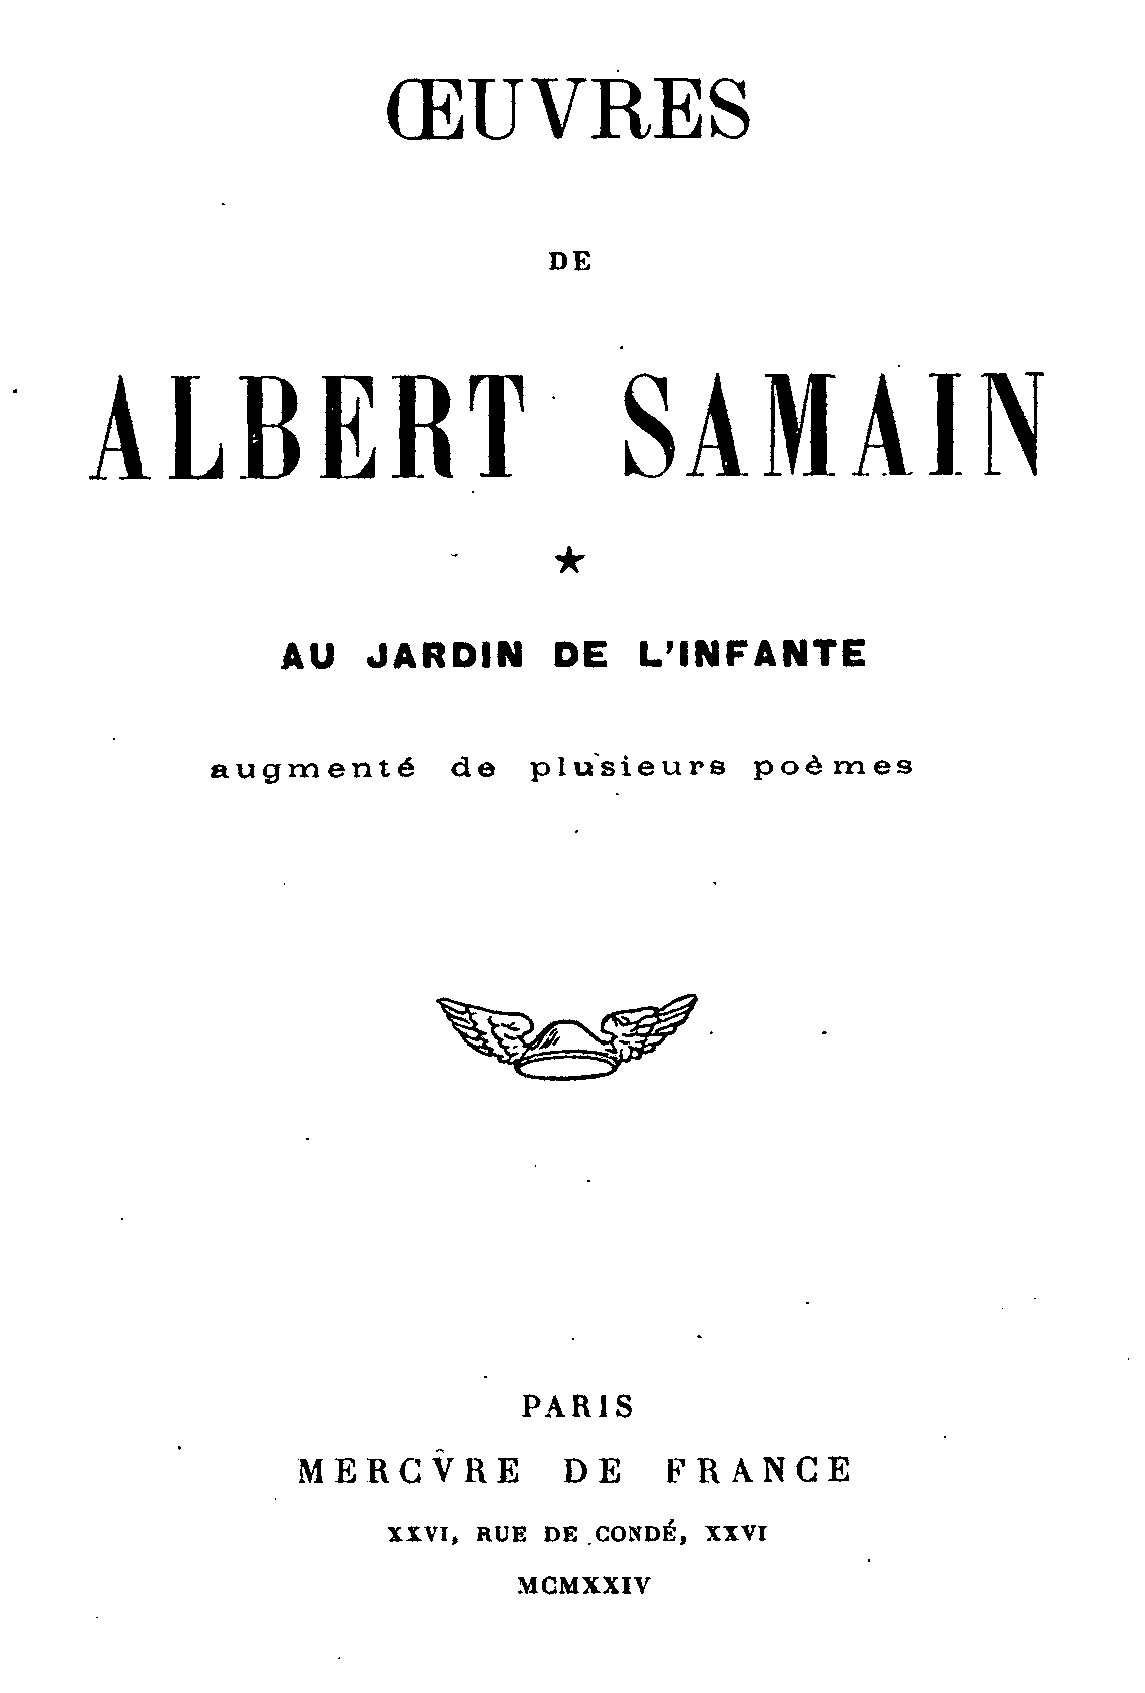 ŒUVRES
DE
ALBERT SAMAIN
★
AU JARDIN DE L'INFANTE
augmenté de plusieurs poèmes
PARIS
MERCVRE DE FRANCE
XXVI, RUE DE CONDÉ, XXVI
MCMXXIV